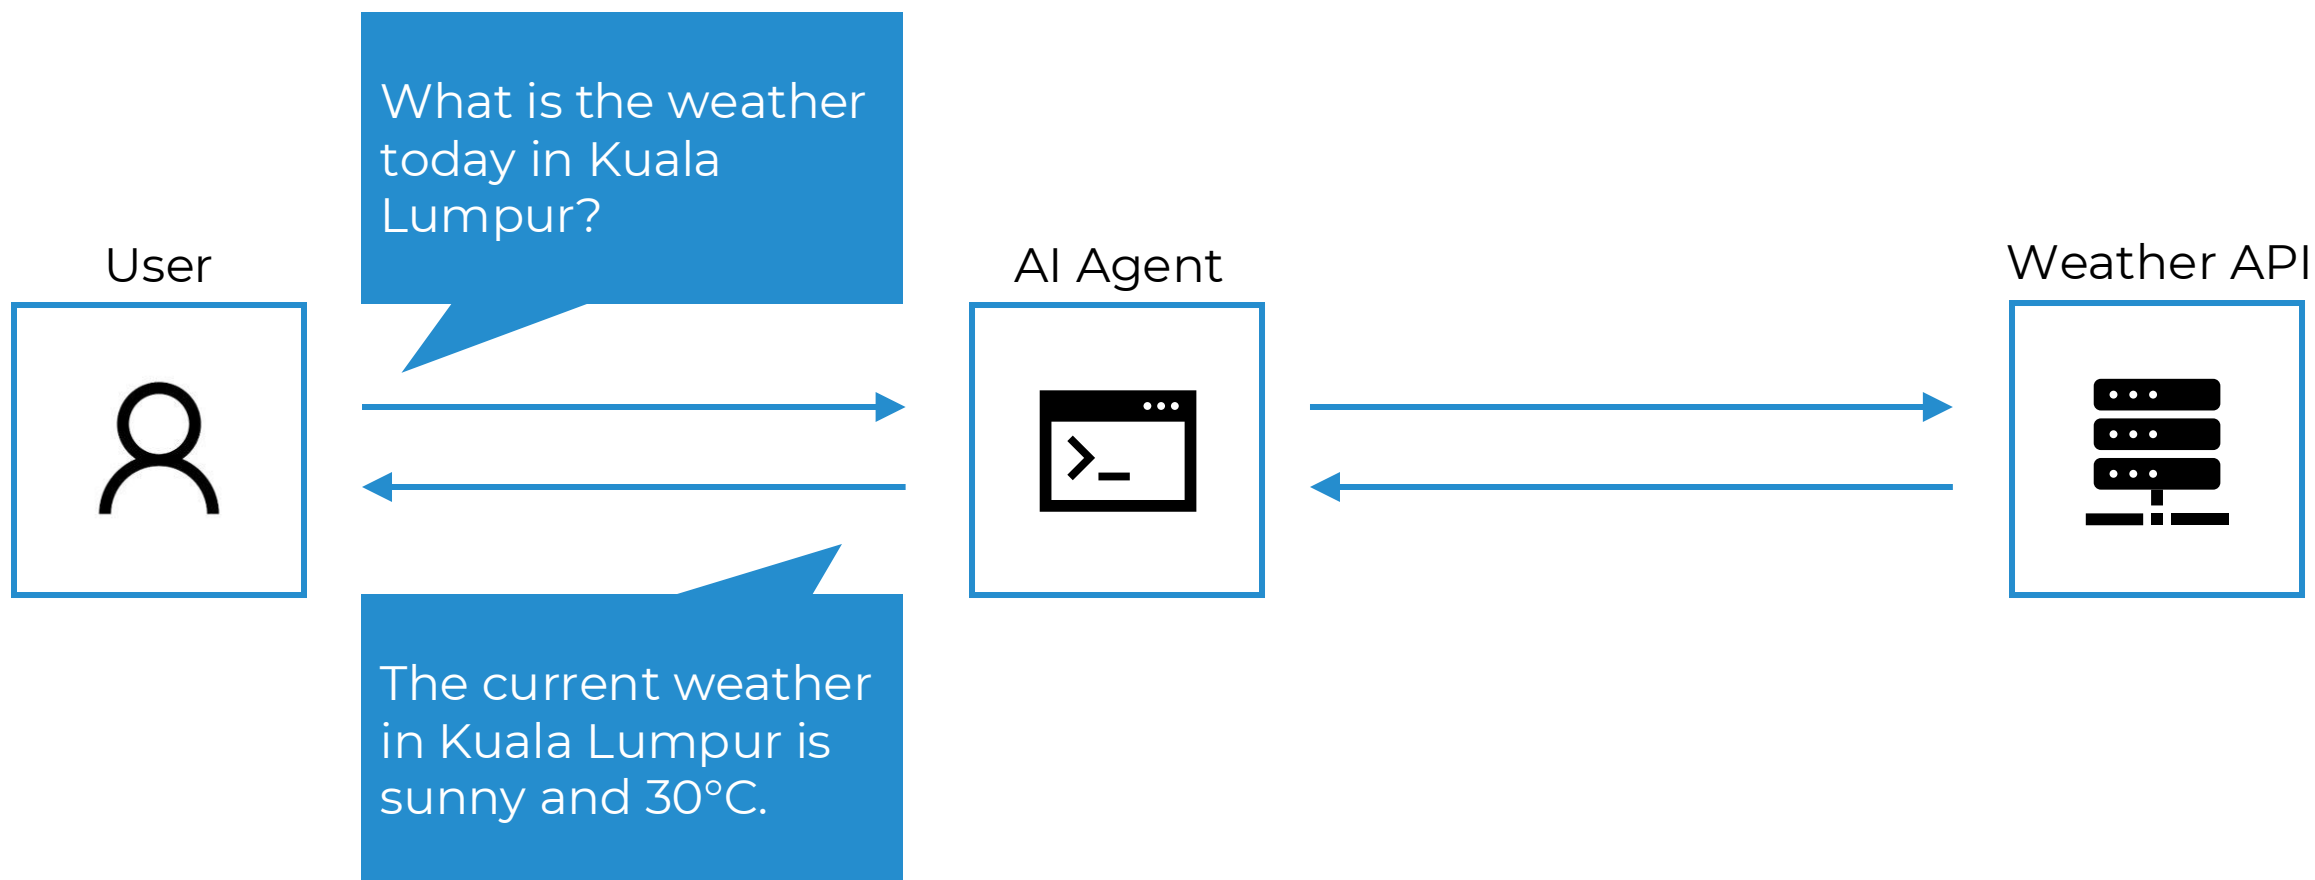 What is the weather
today in Kuala
Lumpur?
User
AI Agent
Weather API
The current weather
in Kuala Lumpur is
sunny and 30°C.